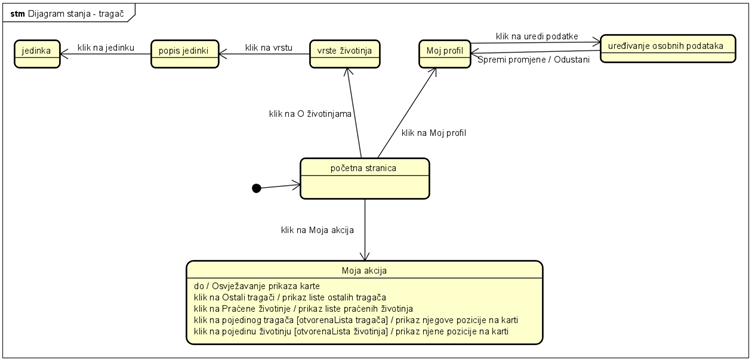 stm Dijagram stanja - tragač
jedinka
klik na jedinku
popis jedinki
klik na vrstu
vrste životinja
Moj profil
klik na uredi podatke
Spremi promjene / Odustani
uređivanje osobnih podataka
klik na O životinjama
klik na Moj profil
početna stranica
klik na Moja akcija
Moja akcija
do / Osvježavanje prikaza karte
klik na Ostali tragači / prikaz liste ostalih tragača
klik na Praćene životinje / prikaz liste praćenih životinja
klik na pojedinog tragača [otvorenaLista tragača] / prikaz njegove pozicije na karti
klik na pojedinu životinju [otvorenaLista životinja] / prikaz njene pozicije na karti